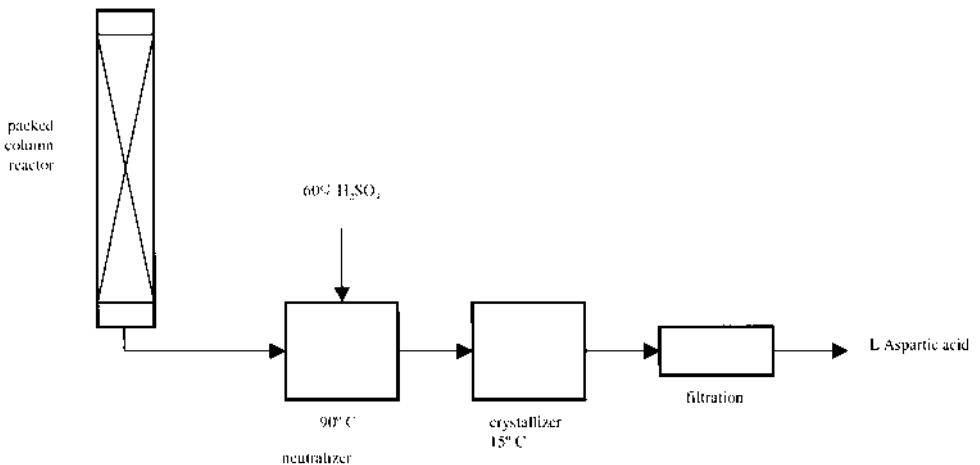 packed
column
reactor
60% H₂SO₄
L Aspartic acid
filtration
90° C
crystallizer
15° C
neutralizer